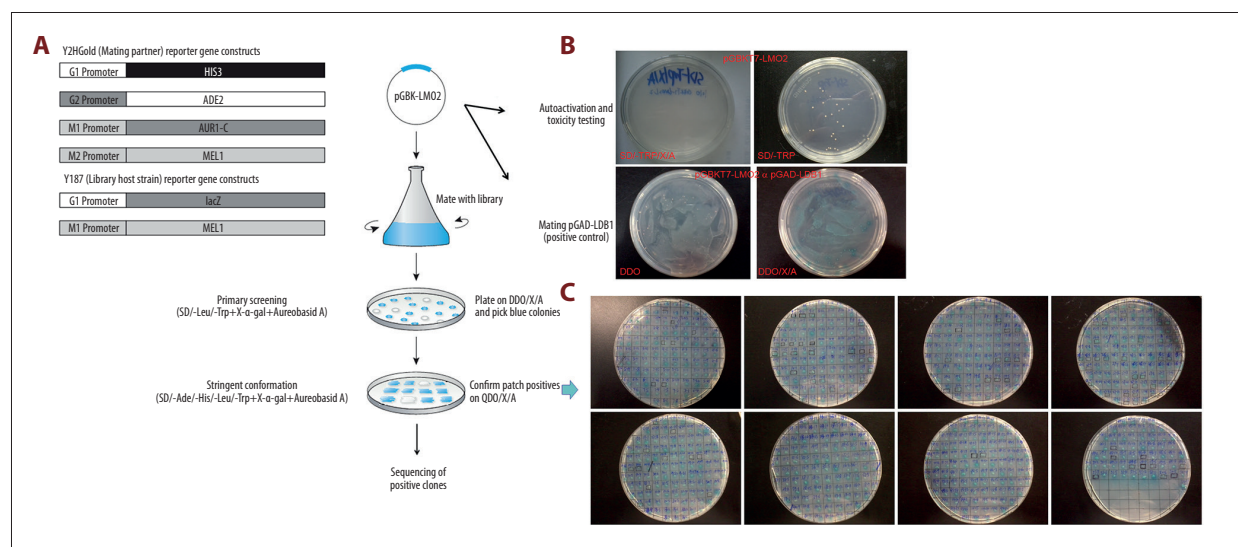 A
Y2HGold (Mating partner) reporter gene constructs
G1 Promoter HIS3
G2 Promoter ADE2
M1 Promoter AUR1-C
M2 Promoter MEL1
Y187 (Library host strain) reporter gene constructs
G1 Promoter lacZ
M1 Promoter MEL1
pGBK-LMO2
Mate with library
Primary screening
(SD/-Leu/-Trp+X-α-gal+Aureobasid A)
Plate on DDO/X/A
and pick blue colonies
Stringent conformation
(SD/-Ade/-His/-Leu/-Trp+X-α-gal+Aureobasid A)
Confirm patch positives
on QDO/X/A
Sequencing of
positive clones
B
Autoactivation and
toxicity testing
pGBKT7-LMO2
SD/-TRP/X/A
SD/-TRP
Mating pGAD-LDB1
(positive control)
pGBKT7-LMO2 α pGAD-LDB1
DDO
DDO/X/A
C